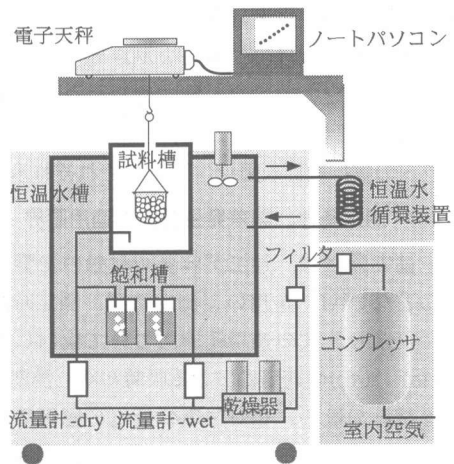 電子天秤
ノートパソコン
試料槽
恒温水槽
恒温水
循環装置
飽和槽
フィルタ
コンプレッサ
乾燥器
流量計-dry 流量計-wet
室内空気